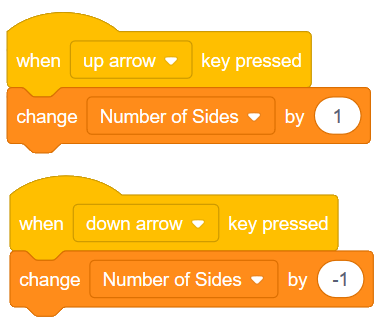 when up arrow key pressed
change Number of Sides by 1
when down arrow key pressed
change Number of Sides by -1